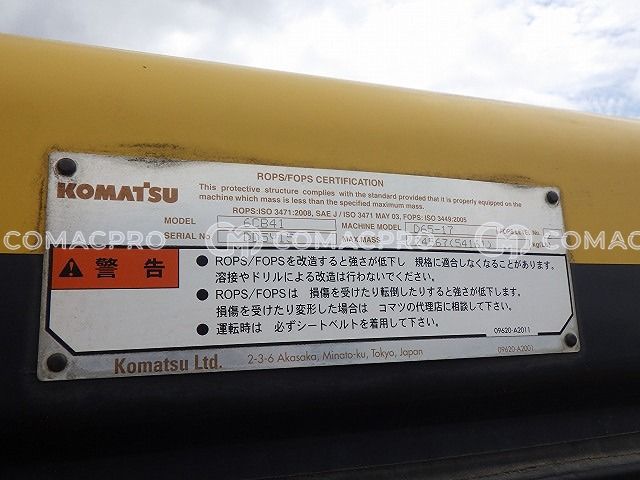 ROPS/FOPS CERTIFICATION
KOMATSU
This protective structure complies with the standard provided that it is properly equipped on the
machine which mass is less than the specified maximum mass.
ROPS:ISO 3471:2008, SAE J / ISO 3471 MAY 03, FOPS: ISO 3449:2005
MODEL 6CB41 MACHINE MODEL D65-17 FOPS LEVEL No.
SERIAL No. MAX MASS kg(Lb)
COMACPRO COMACPRO COMACPRO
警告
● ROPS/FOPSを改造すると強さが低下し 規格に適合しなくなることがあります。
溶接やドリルによる改造は行わないでください。
● ROPS/FOPSは 損傷を受けたり転倒したりすると強さが低下します。
損傷を受けたり変形した場合は コマツの代理店に相談して下さい。
● 運転時は 必ずシートベルトを着用して下さい。
09620-A2011
Komatsu Ltd. 2-3-6 Akasaka, Minato-ku, Tokyo, Japan
09620-A2001